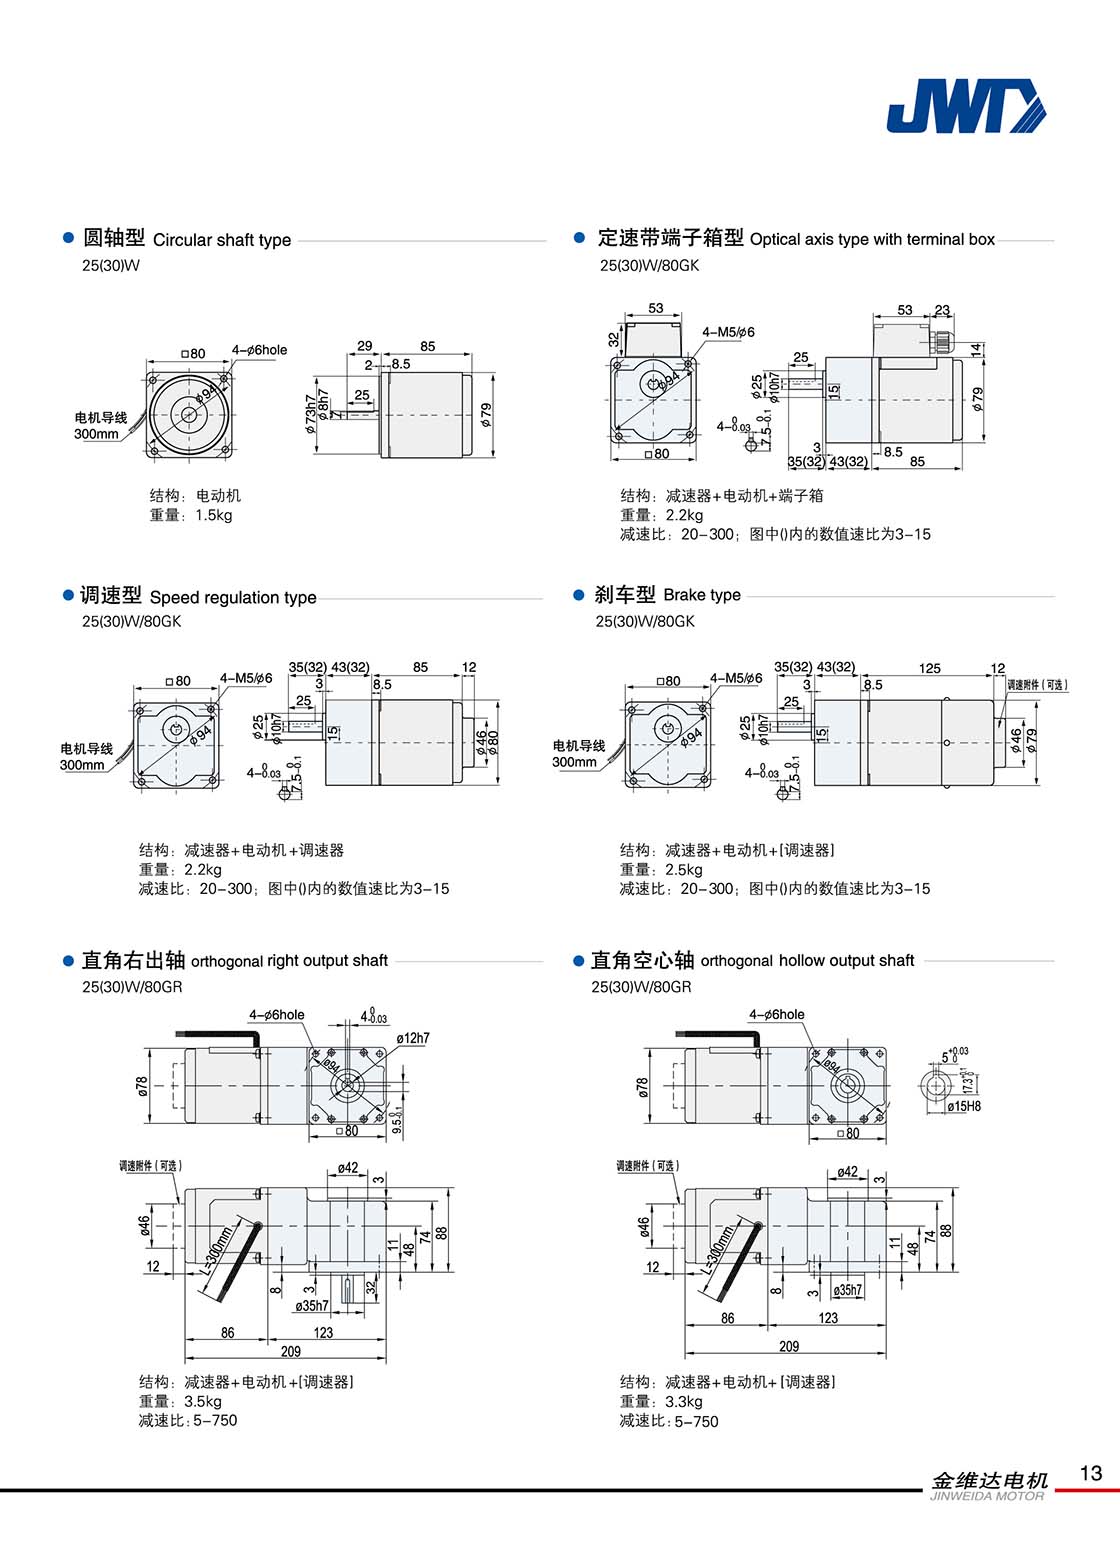 JWD
圆轴型 Circular shaft type
25(30)W
□80
4-ø6hole
ø94
电机导线
300mm
29
85
2
8.5
25
7
ø73h7
ø8h7
ø79
结构：电动机
重量：1.5kg
定速带端子箱型 Optical axis type with terminal box
25(30)W/80GK
53
32
4-M5/ø6
ø94
□80
53
23
14
25
ø25
ø10h7
15
ø79
4-0.03 0
7.5-0.1 0
3
8.5
35(32)
43(32)
85
结构：减速器+电动机+端子箱
重量：2.2kg
减速比：20-300；图中()内的数值速比为3-15
调速型 Speed regulation type
25(30)W/80GK
□80
4-M5/ø6
ø94
电机导线
300mm
35(32)
43(32)
85
12
3
8.5
25
ø25
ø10h7
15
ø46
ø80
4-0.03 0
7.5-0.1 0
结构：减速器+电动机+调速器
重量：2.2kg
减速比：20-300；图中()内的数值速比为3-15
刹车型 Brake type
25(30)W/80GK
□80
4-M5/ø6
ø94
电机导线
300mm
35(32)
43(32)
125
12
3
8.5
调速附件（可选）
25
ø25
ø10h7
15
ø46
ø79
4-0.03 0
7.5-0.1 0
结构：减速器+电动机+[调速器]
重量：2.5kg
减速比：20-300；图中()内的数值速比为3-15
直角右出轴 orthogonal right output shaft
25(30)W/80GR
4-ø6hole
4-0.03 0
ø12h7
ø94
ø78
9.5-0.1 0
□80
调速附件（可选）
ø42
3
ø46
L=300mm
11
48
74
88
12
8
3
32
ø35h7
86
123
209
结构：减速器+电动机+[调速器]
重量：3.5kg
减速比：5-750
直角空心轴 orthogonal hollow output shaft
25(30)W/80GR
4-ø6hole
ø94
ø78
□80
5 +0.03 0
17.3 +0.1 0
ø15H8
调速附件（可选）
ø42
3
ø46
L=300mm
11
48
74
88
12
8
3
ø35h7
86
123
209
结构：减速器+电动机+[调速器]
重量：3.3kg
减速比：5-750
金维达电机
JINWEIDA MOTOR
13